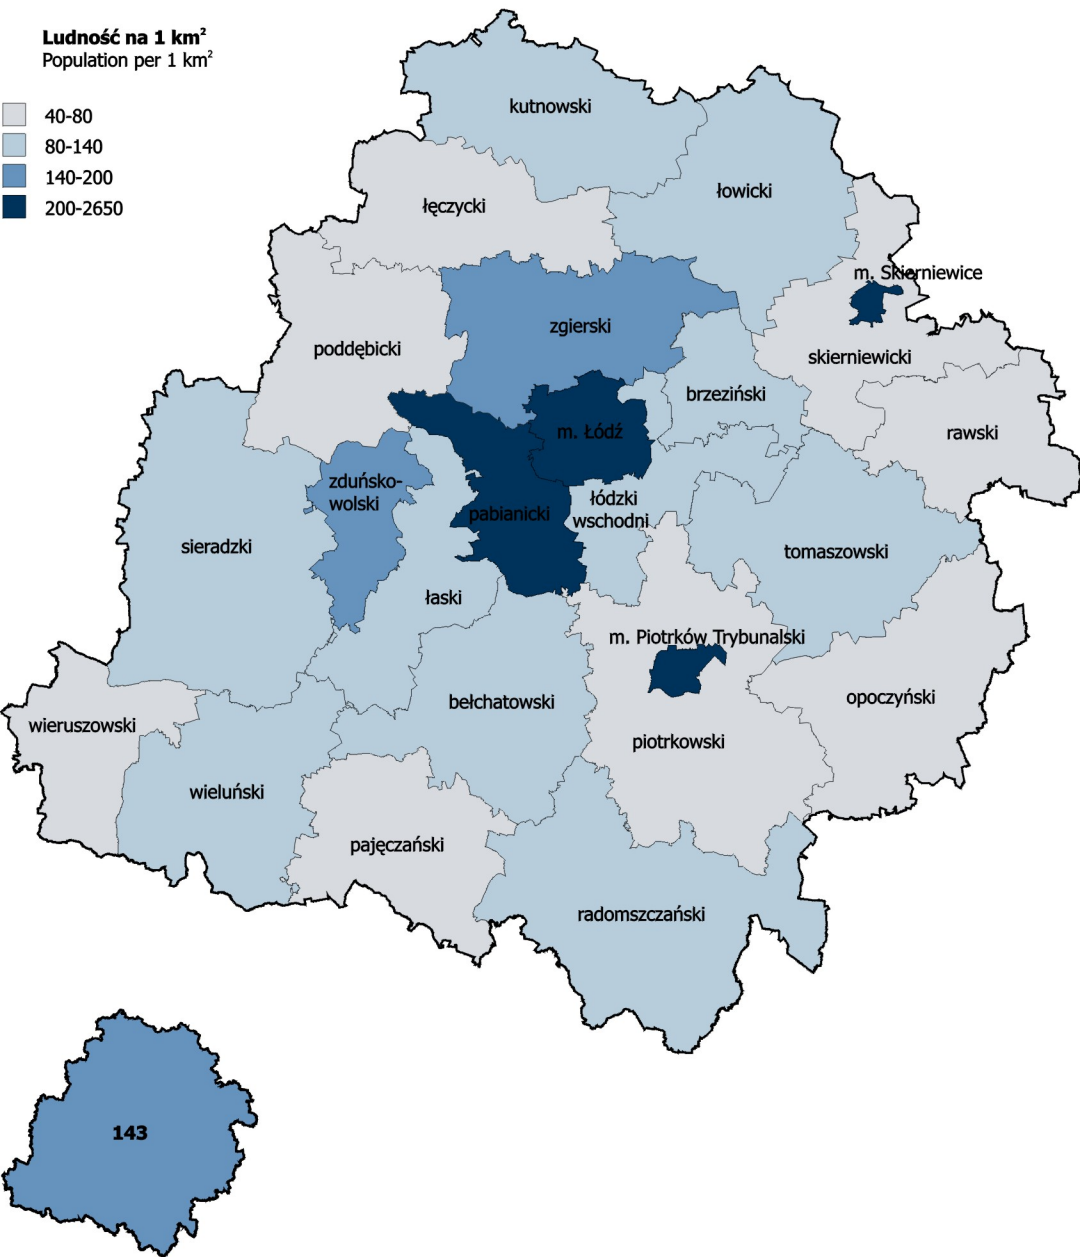 Ludność na 1 km²
Population per 1 km²
40-80
80-140
140-200
200-2650
kutnowski
łowicki
łęczycki
m. Skierniewice
zgierski
poddębicki
skierniewicki
brzeziński
m. Łódź
rawski
zduńsko-
wolski
łódzki
wschodni
pabianicki
sieradzki
tomaszowski
łaski
m. Piotrków Trybunalski
opoczyński
bełchatowski
wieruszowski
piotrkowski
wieluński
pajęczański
radomszczański
143